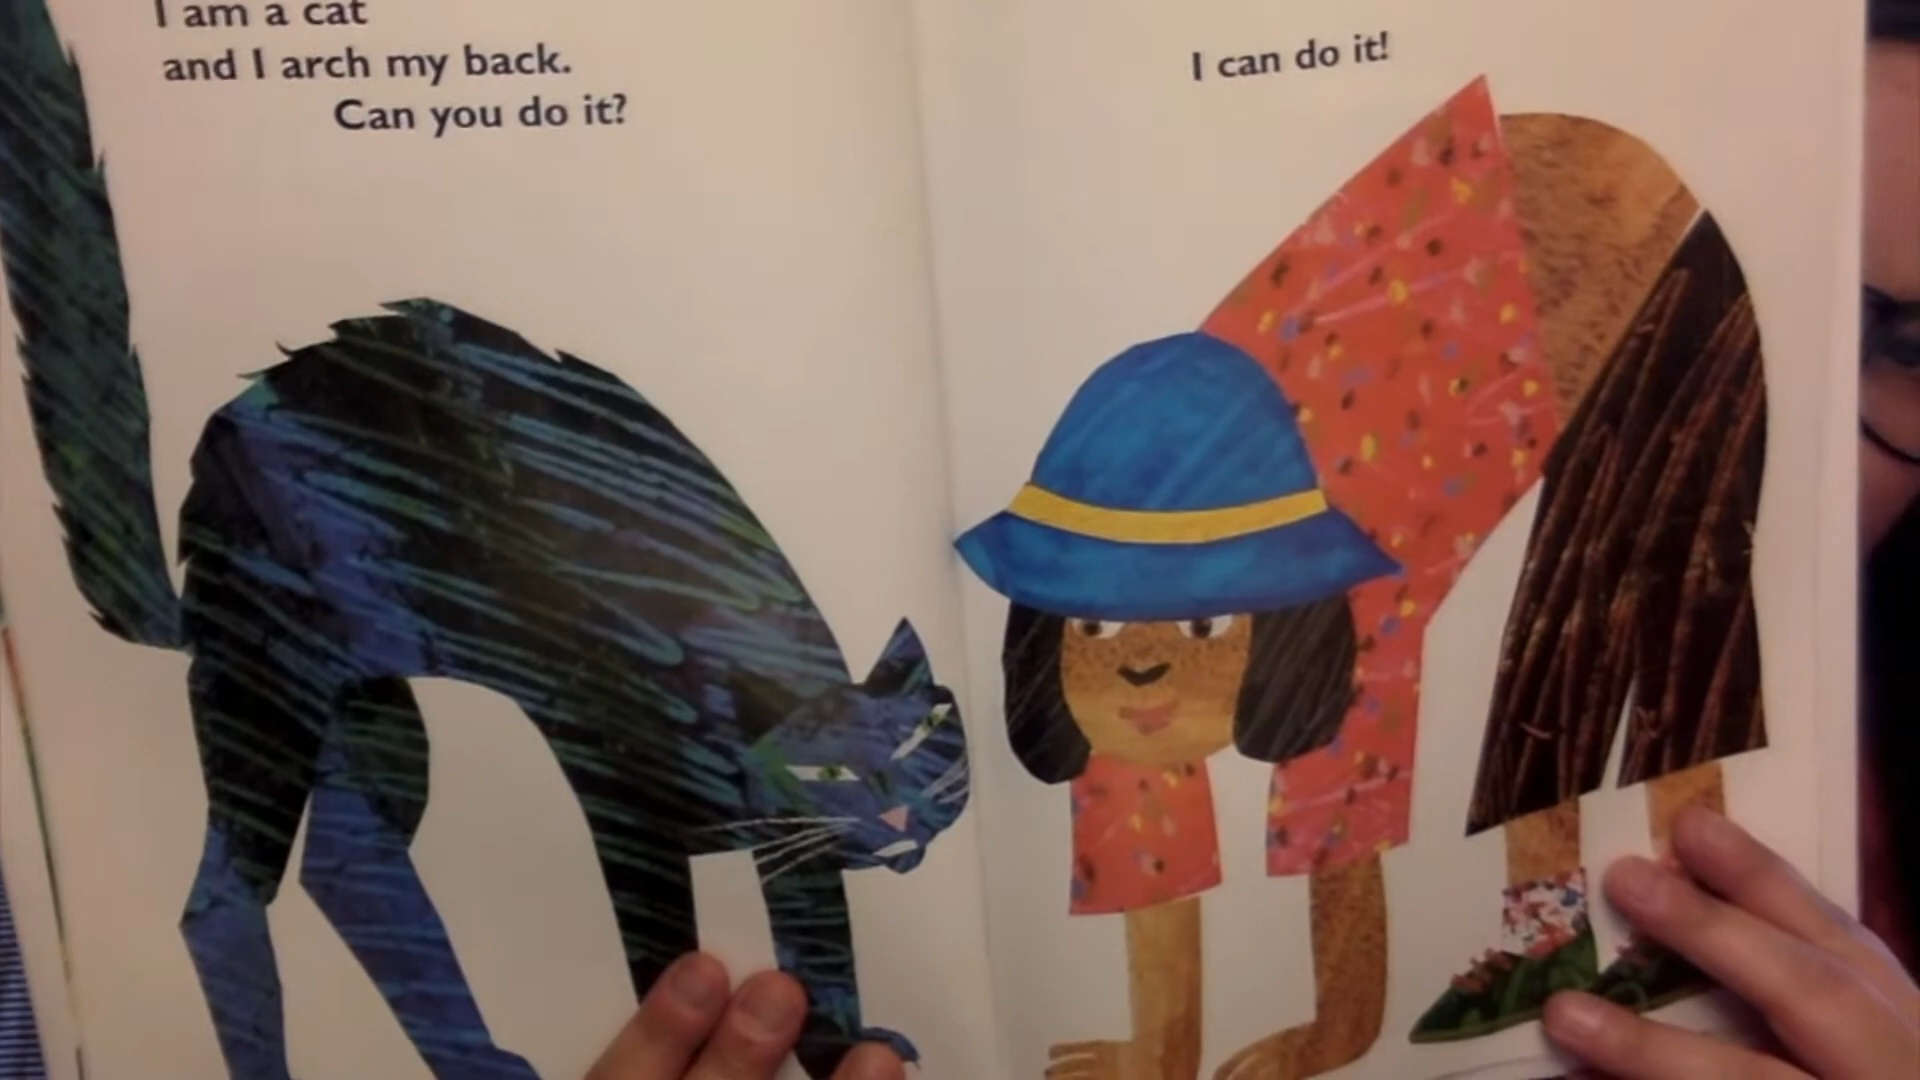 I am a cat
and I arch my back.
Can you do it?
I can do it!